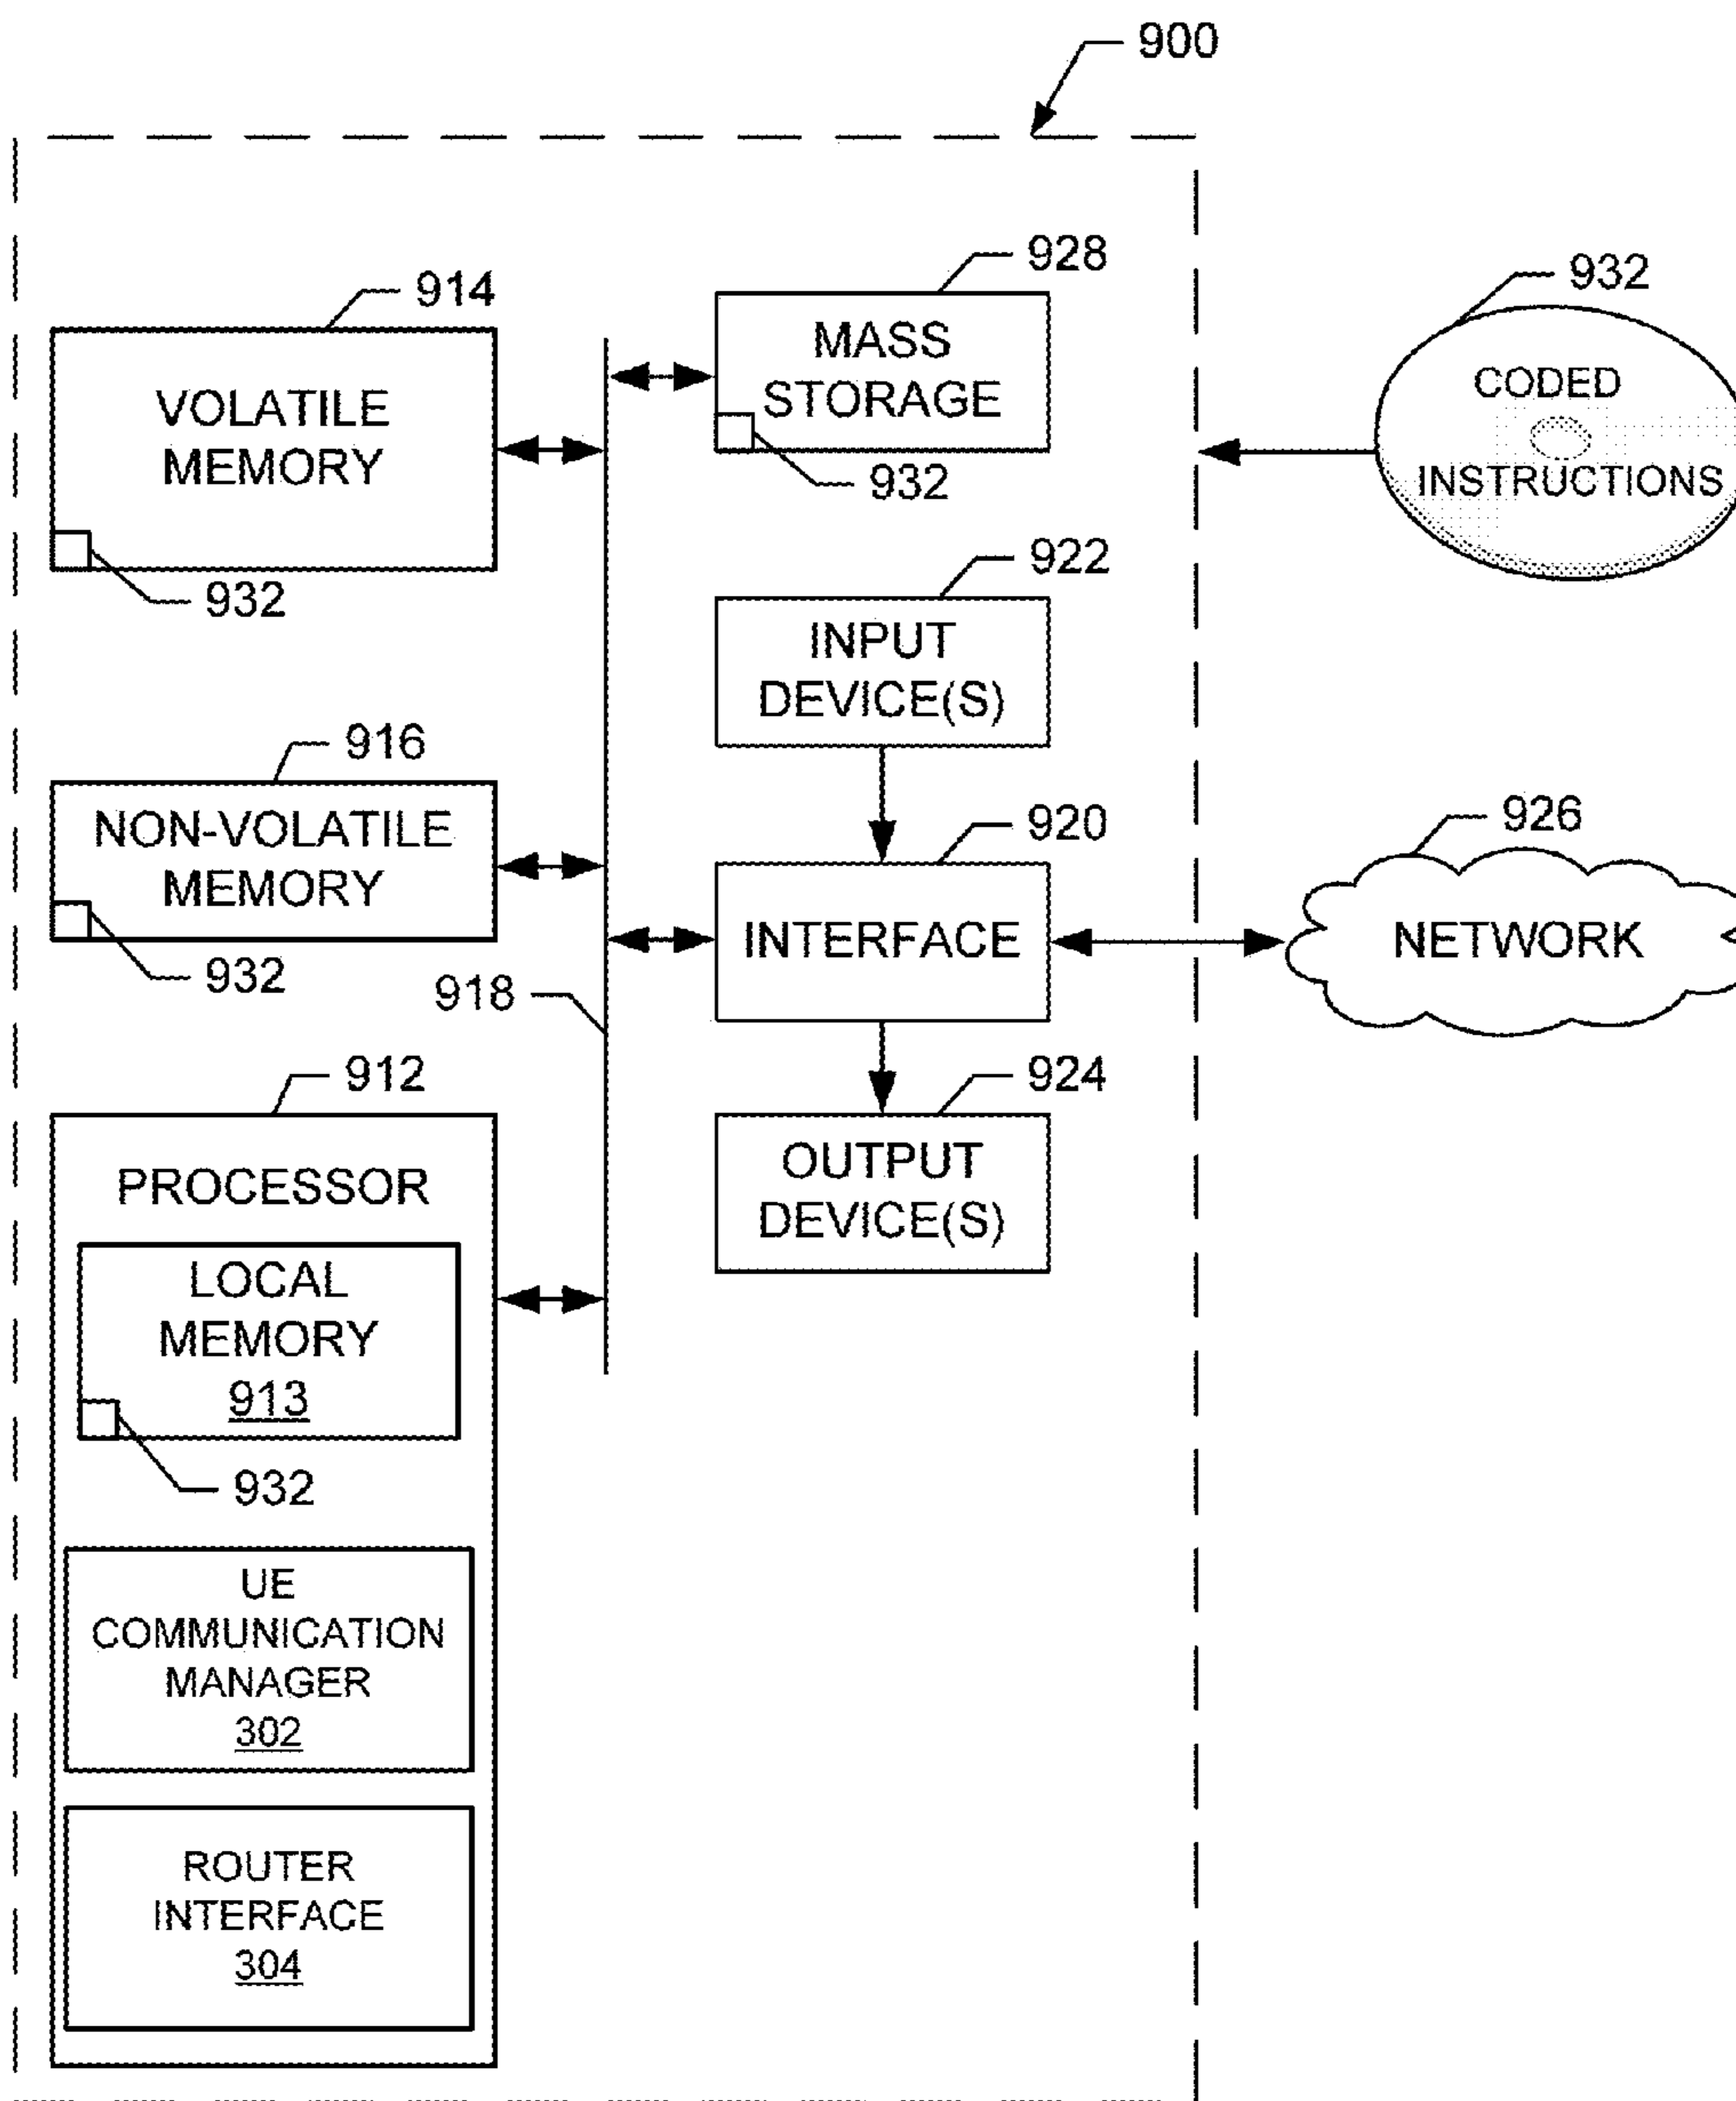 900
914
VOLATILE
MEMORY
932
928
MASS
STORAGE
932
932
CODED
INSTRUCTIONS
922
INPUT
DEVICE(S)
916
NON-VOLATILE
MEMORY
932
920
INTERFACE
926
NETWORK
918
912
PROCESSOR
LOCAL
MEMORY
913
932
924
OUTPUT
DEVICE(S)
UE
COMMUNICATION
MANAGER
302
ROUTER
INTERFACE
304